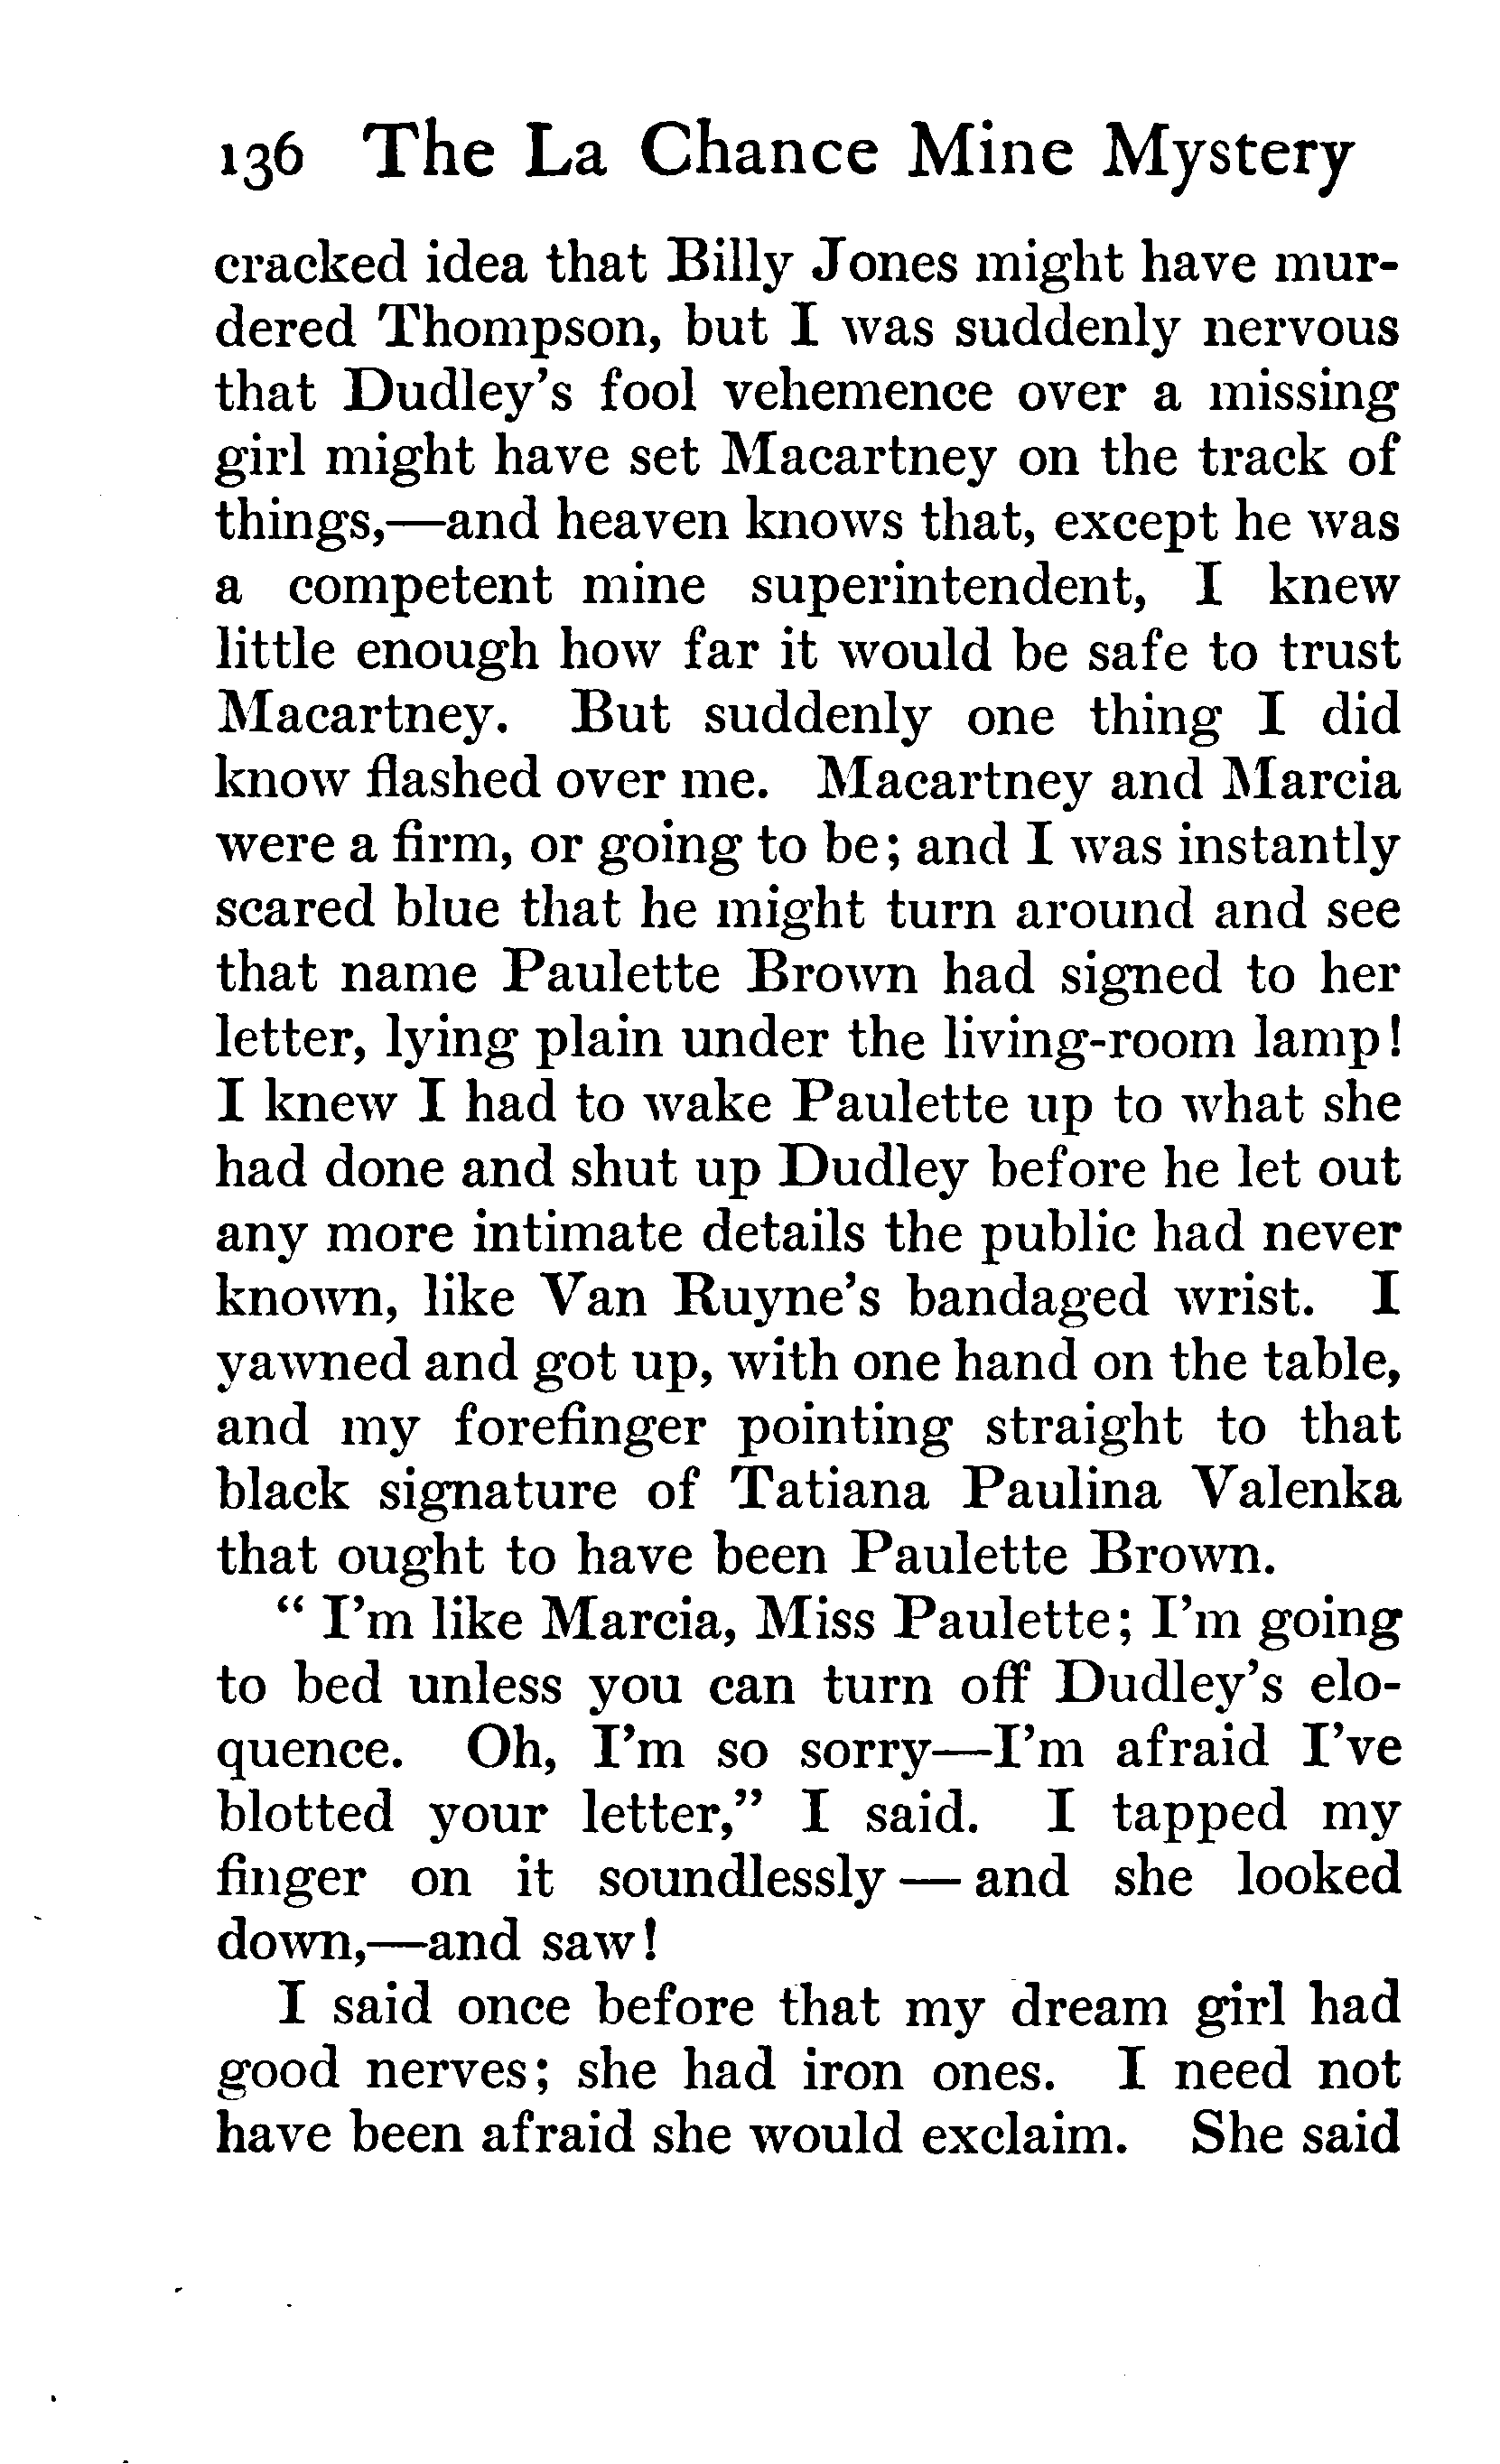 136 The La Chance Mine Mystery
cracked idea that Billy Jones might have mur-
dered Thompson, but I was suddenly nervous
that Dudley's fool vehemence over a missing
girl might have set Macartney on the track of
things,—and heaven knows that, except he was
a competent mine superintendent, I knew
little enough how far it would be safe to trust
Macartney. But suddenly one thing I did
know flashed over me. Macartney and Marcia
were a firm, or going to be; and I was instantly
scared blue that he might turn around and see
that name Paulette Brown had signed to her
letter, lying plain under the living-room lamp!
I knew I had to wake Paulette up to what she
had done and shut up Dudley before he let out
any more intimate details the public had never
known, like Van Ruyne's bandaged wrist. I
yawned and got up, with one hand on the table,
and my forefinger pointing straight to that
black signature of Tatiana Paulina Valenka
that ought to have been Paulette Brown.
" I'm like Marcia, Miss Paulette; I'm going
to bed unless you can turn off Dudley's elo-
quence. Oh, I'm so sorry—I'm afraid I've
blotted your letter," I said. I tapped my
finger on it soundlessly — and she looked
down,—and saw!
I said once before that my dream girl had
good nerves; she had iron ones. I need not
have been afraid she would exclaim. She said